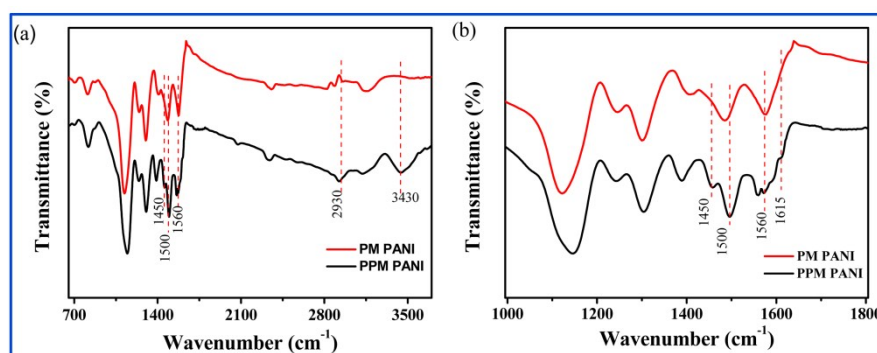 (a)
Transmittance (%)
1450
1500
1560
2930
3430
PM PANI
PPM PANI
700 1400 2100 2800 3500
Wavenumber (cm-1)
(b)
Transmittance (%)
1450
1500
1560
1615
PM PANI
PPM PANI
1000 1200 1400 1600 1800
Wavenumber (cm-1)